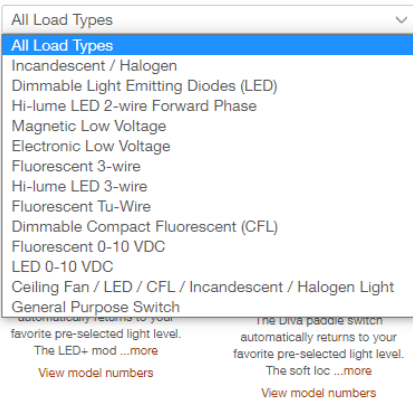 All Load Types
All Load Types
Incandescent / Halogen
Dimmable Light Emitting Diodes (LED)
Hi-lume LED 2-wire Forward Phase
Magnetic Low Voltage
Electronic Low Voltage
Fluorescent 3-wire
Hi-lume LED 3-wire
Fluorescent Tu-Wire
Dimmable Compact Fluorescent (CFL)
Fluorescent 0-10 VDC
LED 0-10 VDC
Ceiling Fan / LED / CFL / Incandescent / Halogen Light
General Purpose Switch
automatically returns to your
favorite pre-selected light level.
The LED+ mod ...more
View model numbers
The Diva paddle switch
automatically returns to your
favorite pre-selected light level.
The soft loc ...more
View model numbers